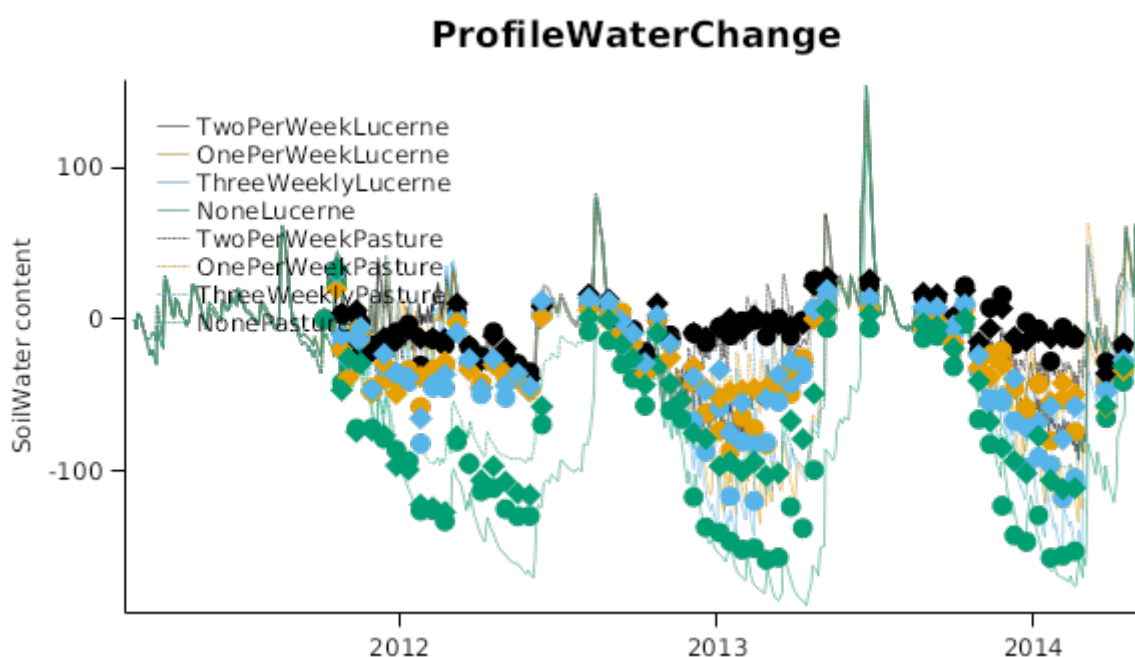 ProfileWaterChange
TwoPerWeekLucerne
OnePerWeekLucerne
ThreeWeeklyLucerne
NoneLucerne
TwoPerWeekPasture
OnePerWeekPasture
ThreeWeeklyPasture
NonePasture
SoilWater content
100
0
-100
2012
2013
2014